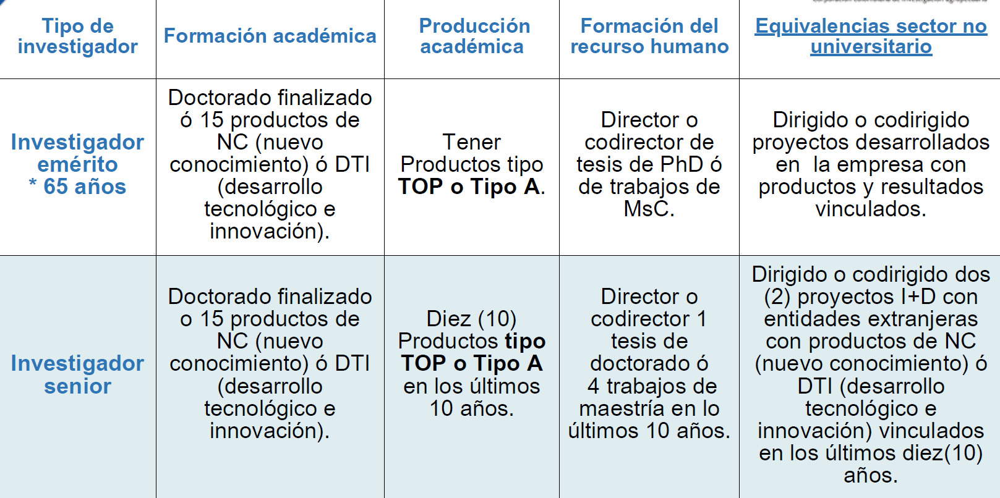 Tipo de
investigador
Formación académica
Producción
académica
Formación del
recurso humano
Equivalencias sector no
universitario
Investigador
emérito
* 65 años
Doctorado finalizado
ó 15 productos de
NC (nuevo
conocimiento) ó DTI
(desarrollo
tecnológico e
innovación).
Tener
Productos tipo
TOP o Tipo A.
Director o
codirector de
tesis de PhD ó
de trabajos de
MsC.
Dirigido o codirigido
proyectos desarrollados
en  la empresa con
productos y resultados
vinculados.
Investigador
senior
Doctorado finalizado
o 15 productos de
NC (nuevo
conocimiento) ó DTI
(desarrollo
tecnológico e
innovación).
Diez (10)
Productos tipo
TOP o Tipo A
en los últimos
10 años.
Director o
codirector 1
tesis de
doctorado ó
4 trabajos de
maestría en lo
últimos 10 años.
Dirigido o codirigido dos
(2) proyectos I+D con
entidades extranjeras
con productos de NC
(nuevo conocimiento) ó
DTI (desarrollo
tecnológico e
innovación) vinculados
en los últimos diez(10)
años.